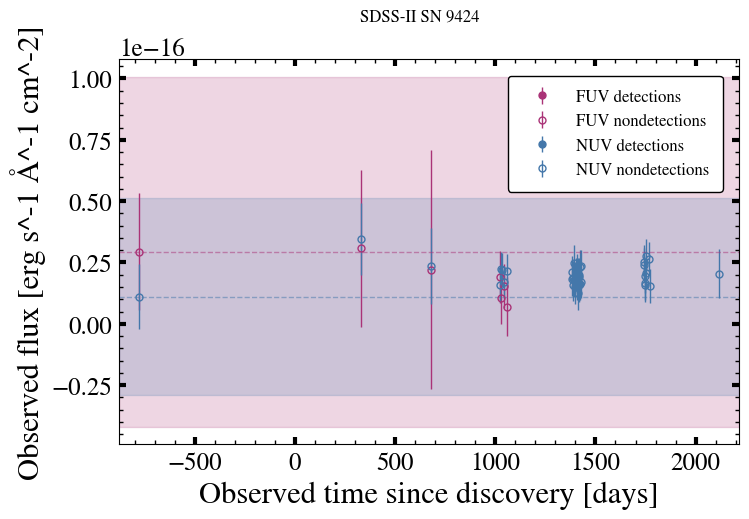 SDSS-II SN 9424
1e−16
Observed flux [erg s^-1 Å^-1 cm^-2]
1.00
0.75
0.50
0.25
0.00
−0.25
FUV detections
FUV nondetections
NUV detections
NUV nondetections
−500 0 500 1000 1500 2000
Observed time since discovery [days]